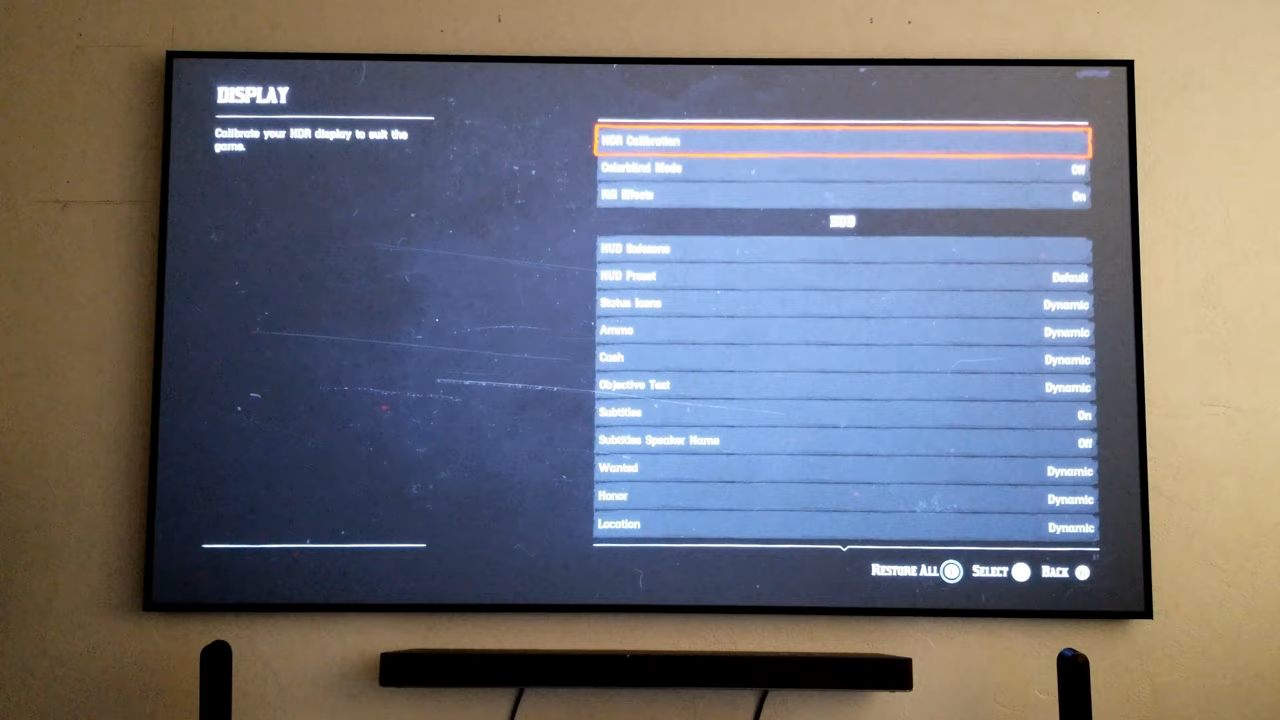 DISPLAY
Calibrate your HDR display to suit the
game.
HDR Calibration
Colorblind Mode Off
Kill Effects On
HUD
HUD Safezone
HUD Preset Default
Status Icons Dynamic
Ammo Dynamic
Cash Dynamic
Objective Text Dynamic
Subtitles On
Subtitles Speaker Name Off
Wanted Dynamic
Honor Dynamic
Location Dynamic
RESTORE ALL SELECT BACK